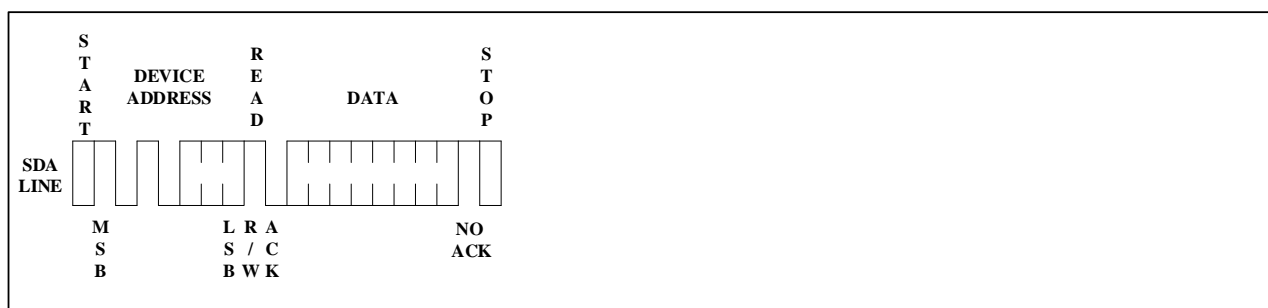 START
DEVICE
ADDRESS
READ
DATA
STOP
SDA
LINE
MSB
LSB
R/W
ACK
NO
ACK